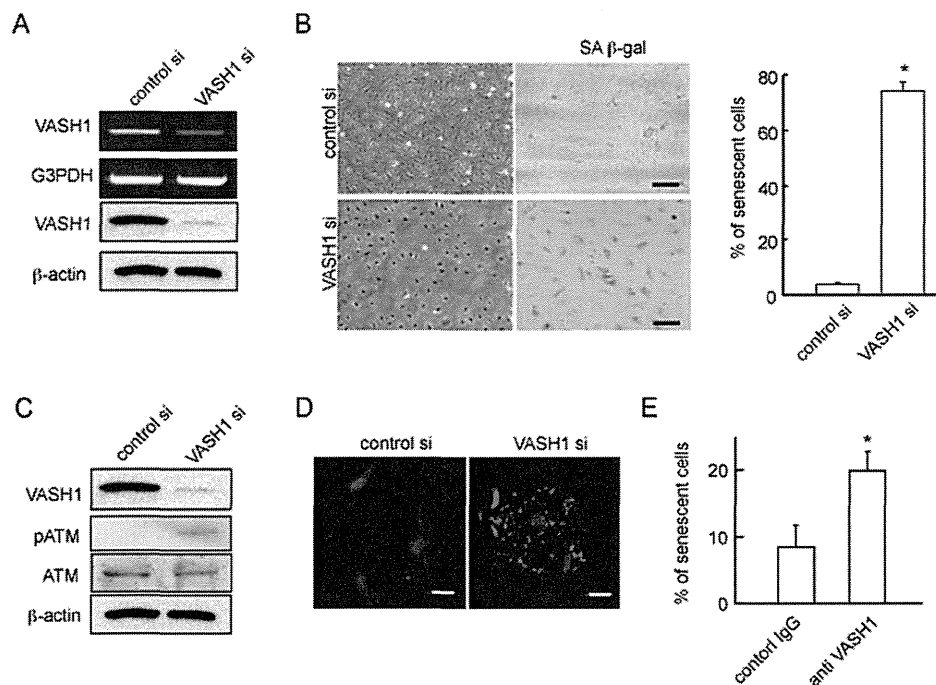 A
control si
VASH1 si
VASH1
G3PDH
VASH1
β-actin
B
SA β-gal
control si
VASH1 si
% of senescent cells
80
60
40
20
0
*
control si
VASH1 si
C
control si
VASH1 si
VASH1
pATM
ATM
β-actin
D
control si
VASH1 si
E
% of senescent cells
20
10
0
*
contorl IgG
anti VASH1